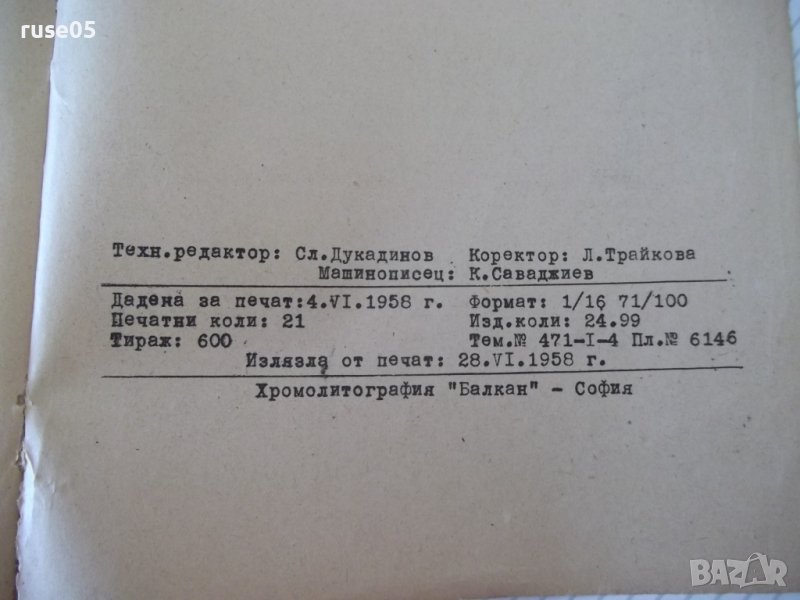 ruse05
Техн.редактор: Сл.Дукадинов Коректор: Л.Трайкова
Машинописец: К.Саваджиев
Дадена за печат:4.VI.1958 г. Формат: 1/16 71/100
Печатни коли: 21 Изд.коли: 24.99
Тираж: 600 Тем.№ 471-I-4 Пл.№ 6146
Излязла от печат: 28.VI.1958 г.
Хромолитография "Балкан" - София
BAZAR
bg